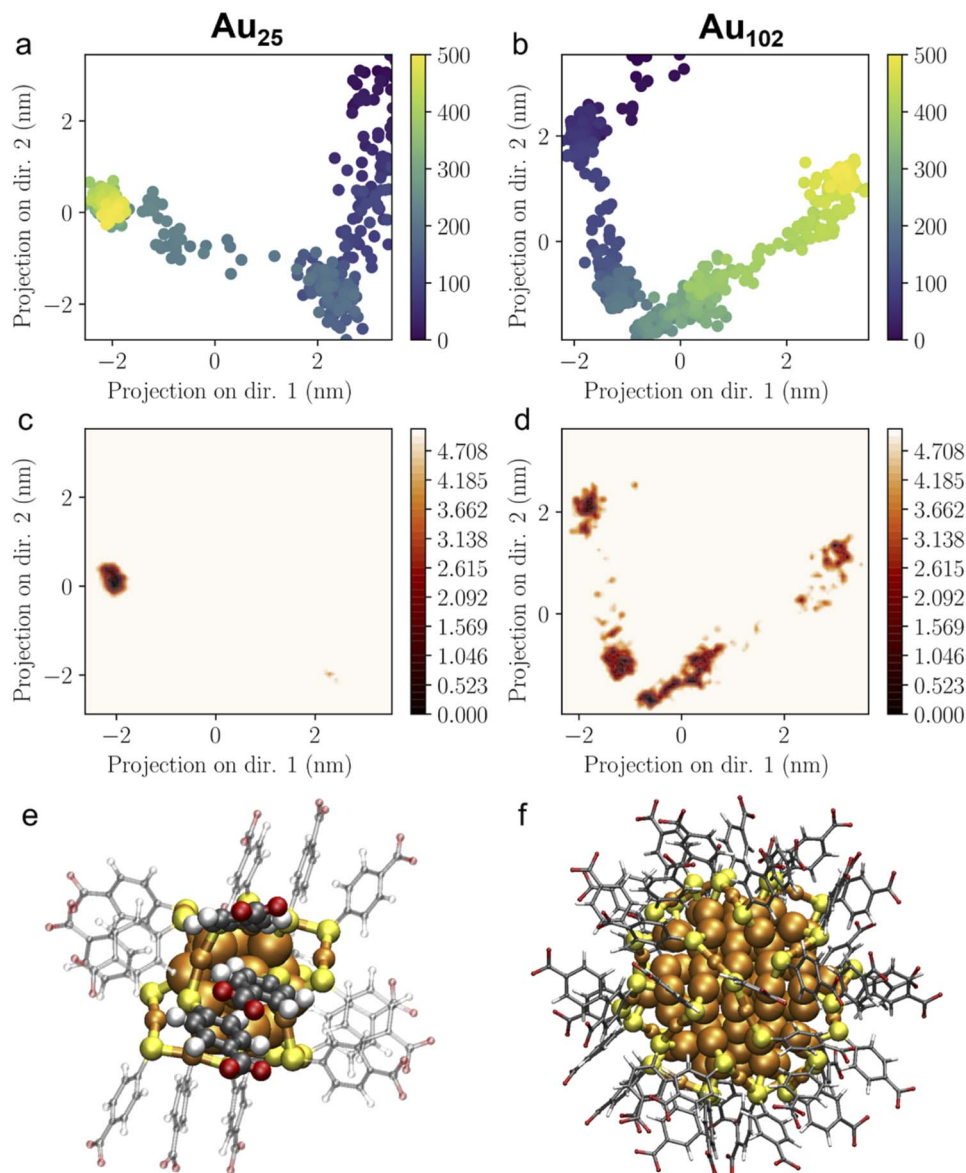 Au25 Au102
a b
Projection on dir. 2 (nm)
2
0
−2
−2 0 2
Projection on dir. 1 (nm)
500
400
300
200
100
0
Projection on dir. 2 (nm)
2
0
−2 0 2
Projection on dir. 1 (nm)
500
400
300
200
100
0
c d
Projection on dir. 2 (nm)
2
0
−2
−2 0 2
Projection on dir. 1 (nm)
4.708
4.185
3.662
3.138
2.615
2.092
1.569
1.046
0.523
0.000
Projection on dir. 2 (nm)
2
0
−2 0 2
Projection on dir. 1 (nm)
4.708
4.185
3.662
3.138
2.615
2.092
1.569
1.046
0.523
0.000
e f